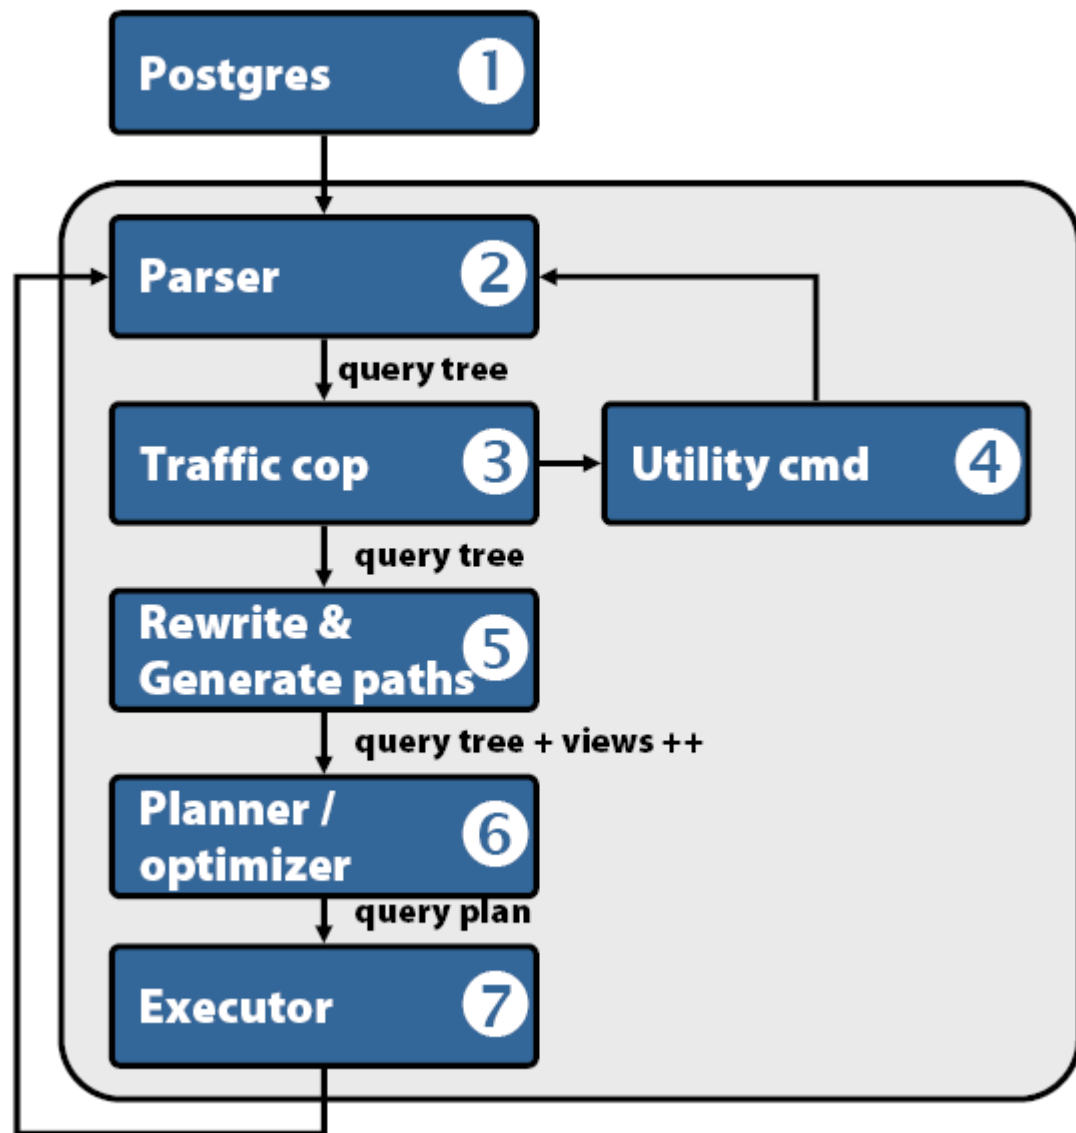 Postgres 1
Parser 2
query tree
Traffic cop 3
Utility cmd 4
query tree
Rewrite &
Generate paths 5
query tree + views ++
Planner /
optimizer 6
query plan
Executor 7